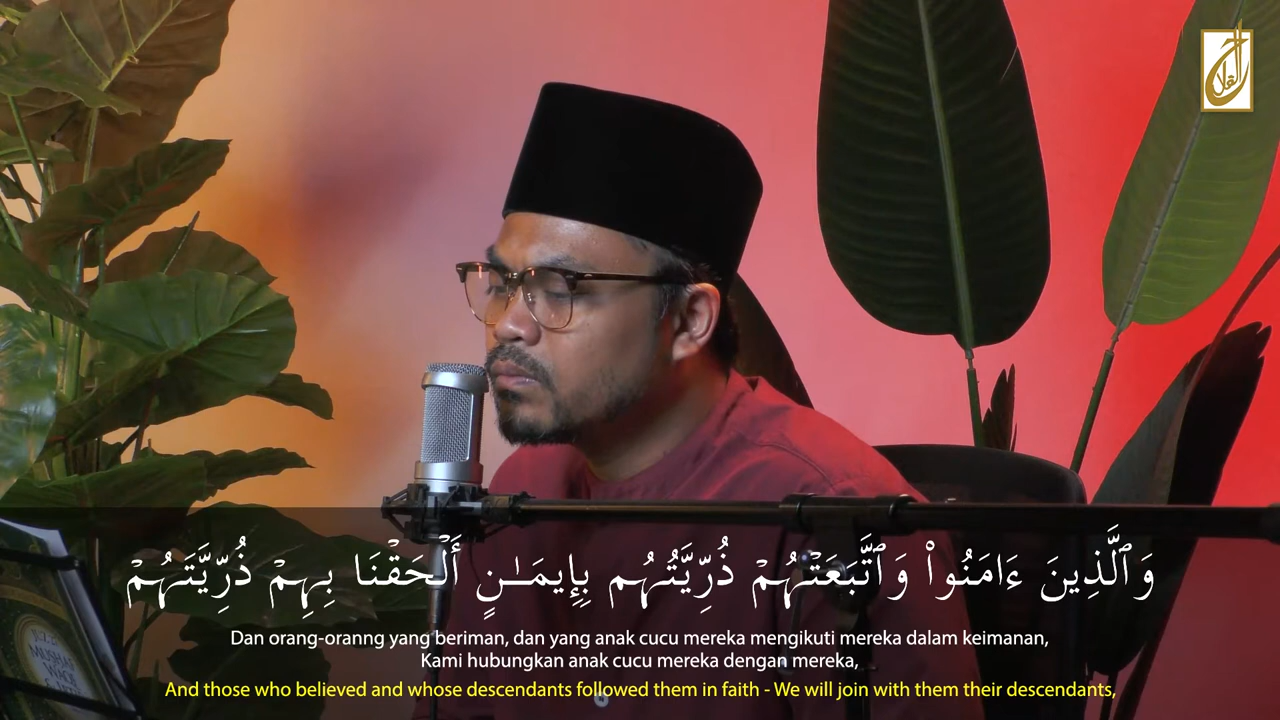 وَٱلَّذِينَ ءَامَنُوا۟ وَٱتَّبَعَتْهُمْ ذُرِّيَّتُهُم بِإِيمَـٰنٍ أَلْحَقْنَا بِهِمْ ذُرِّيَّتَهُمْ
Dan orang-oranng yang beriman, dan yang anak cucu mereka mengikuti mereka dalam keimanan,
Kami hubungkan anak cucu mereka dengan mereka,
And those who believed and whose descendants followed them in faith - We will join with them their descendants,
MUSHAF